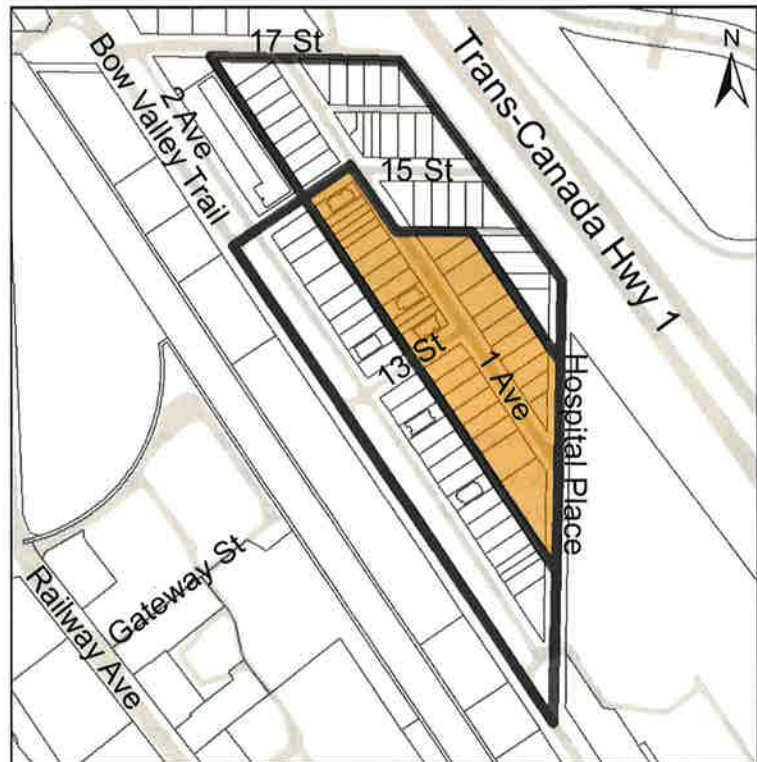 17 St
N
Bow Valley Trail
2 Ave
Trans-Canada Hwy 1
15 St
13 St
1 Ave
Hospital Place
Gateway St
Railway Ave